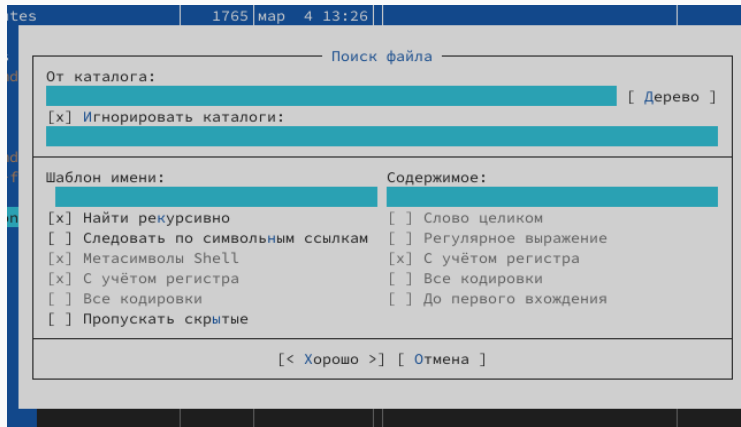 tes 1765 мар 4 13:26
Поиск файла
От каталога:
[ Дерево ]
[x] Игнорировать каталоги:
Шаблон имени: Содержимое:
[x] Найти рекурсивно [ ] Слово целиком
[ ] Следовать по символьным ссылкам [ ] Регулярное выражение
[x] Метасимволы Shell [x] С учётом регистра
[x] С учётом регистра [ ] Все кодировки
[ ] Все кодировки [ ] До первого вхождения
[ ] Пропускать скрытые
[< Хорошо >] [ Отмена ]